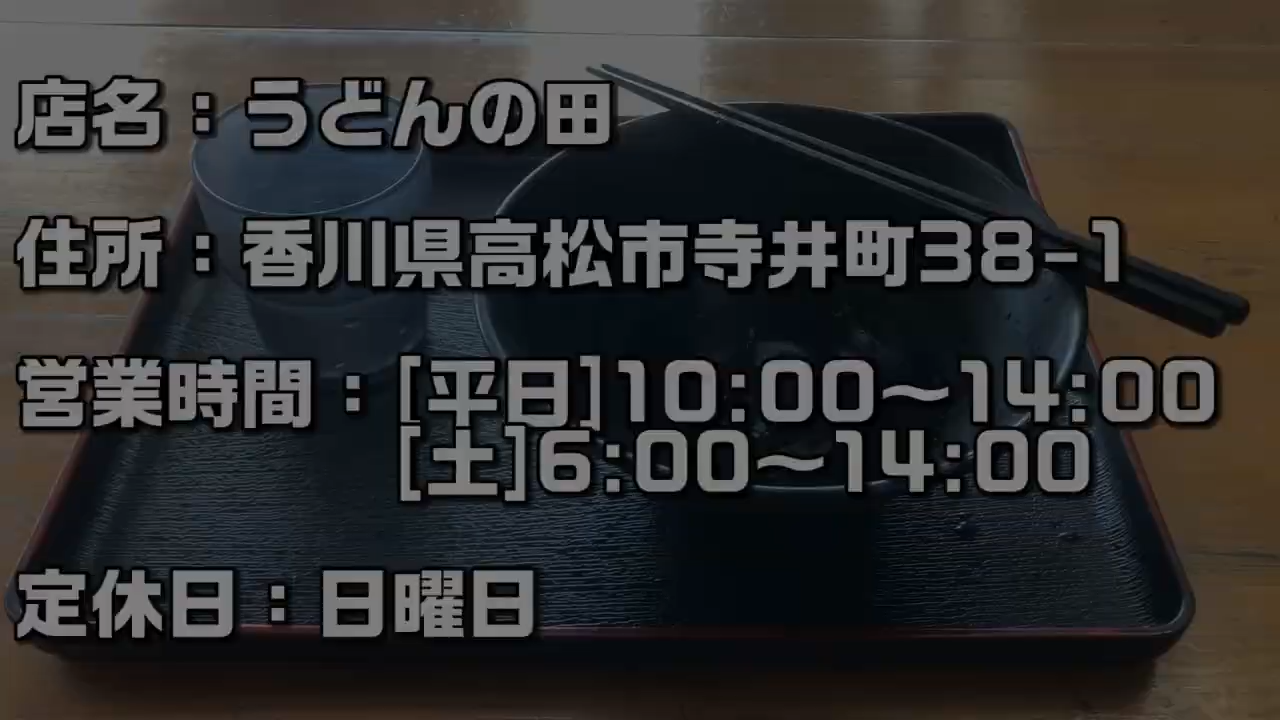 店名：うどんの田
住所：香川県高松市寺井町38-1
営業時間：[平日]10:00～14:00
[土]6:00～14:00
定休日：日曜日